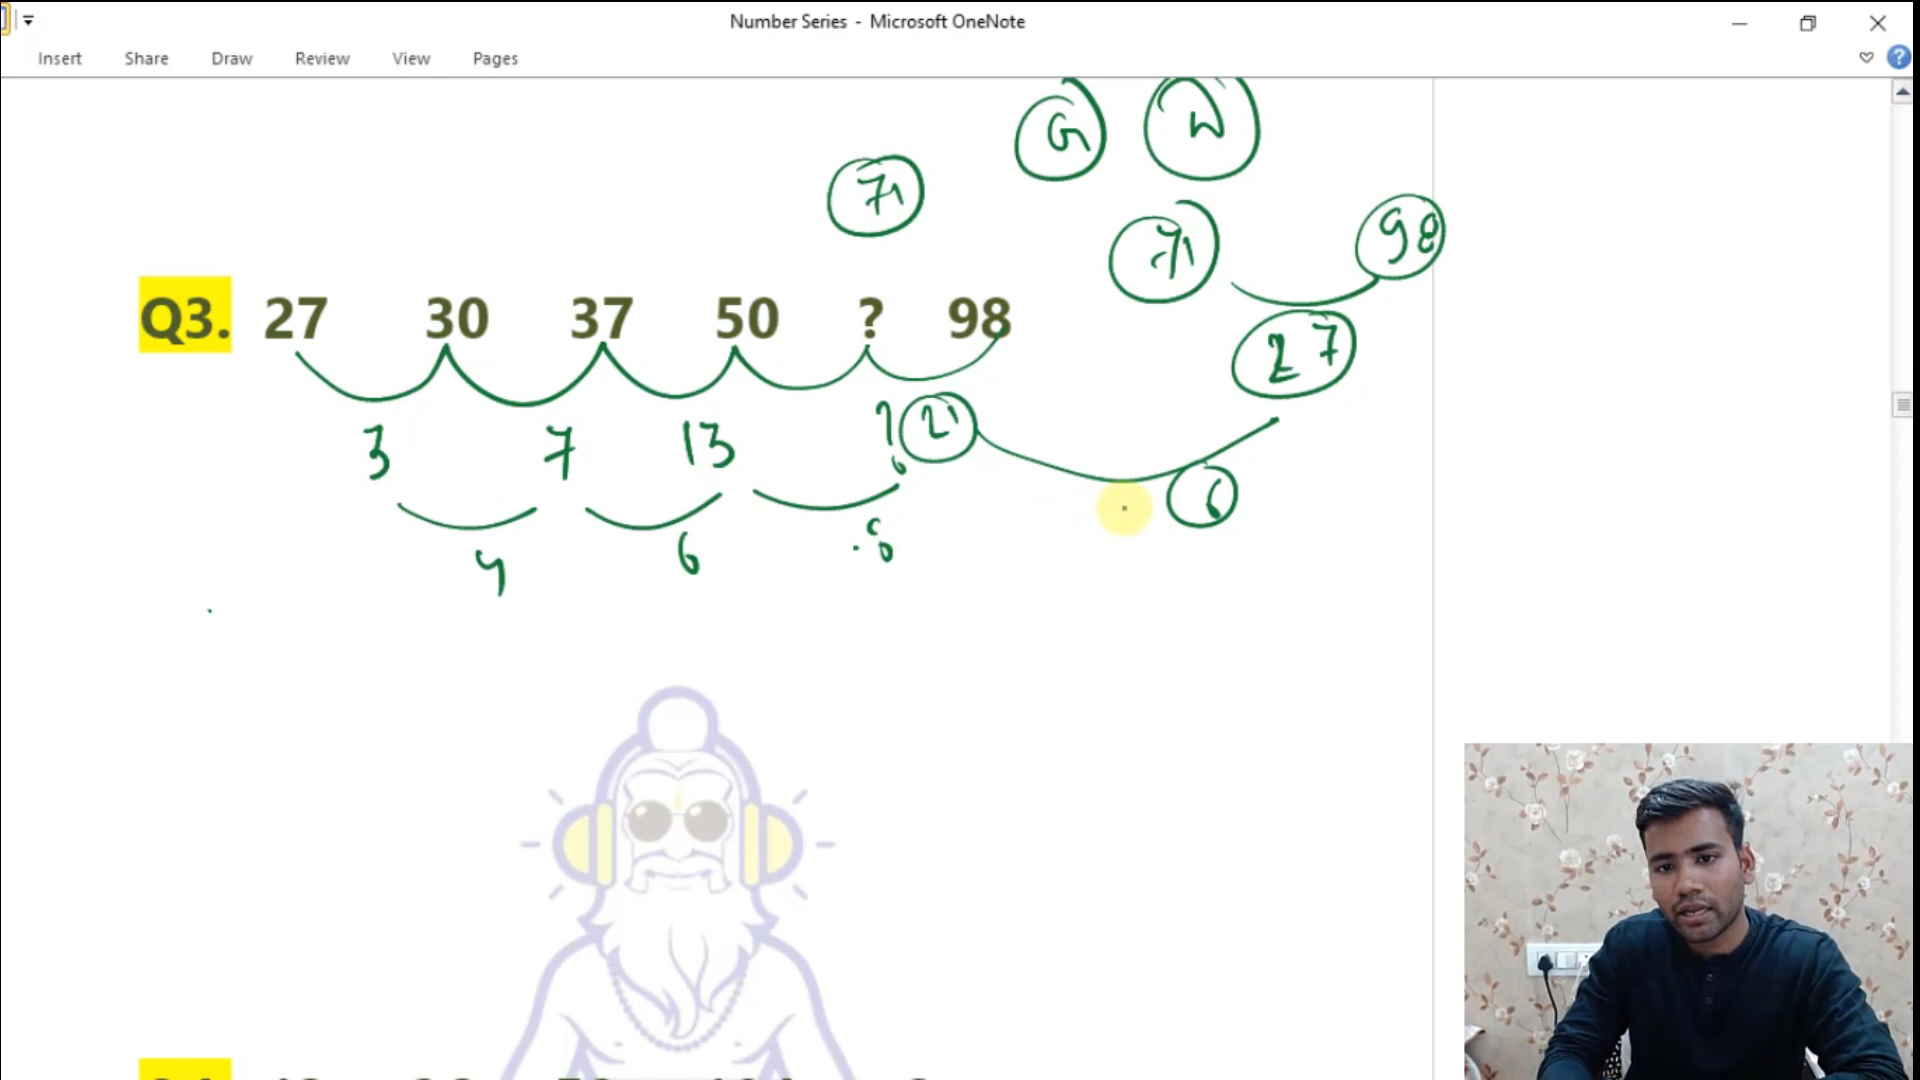 Number Series - Microsoft OneNote
Insert Share Draw Review View Pages
G W
71
71 98
Q3. 27 30 37 50 ? 98
27
3 7 13 ? 21
6
4 6 8